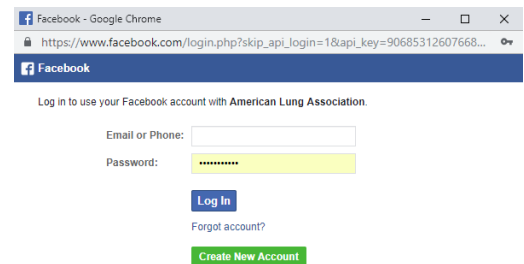 Facebook - Google Chrome
https://www.facebook.com/login.php?skip_api_login=1&api_key=90685312607668...
Facebook
Log in to use your Facebook account with American Lung Association.
Email or Phone:
Password: •••••••••••
Log In
Forgot account?
Create New Account